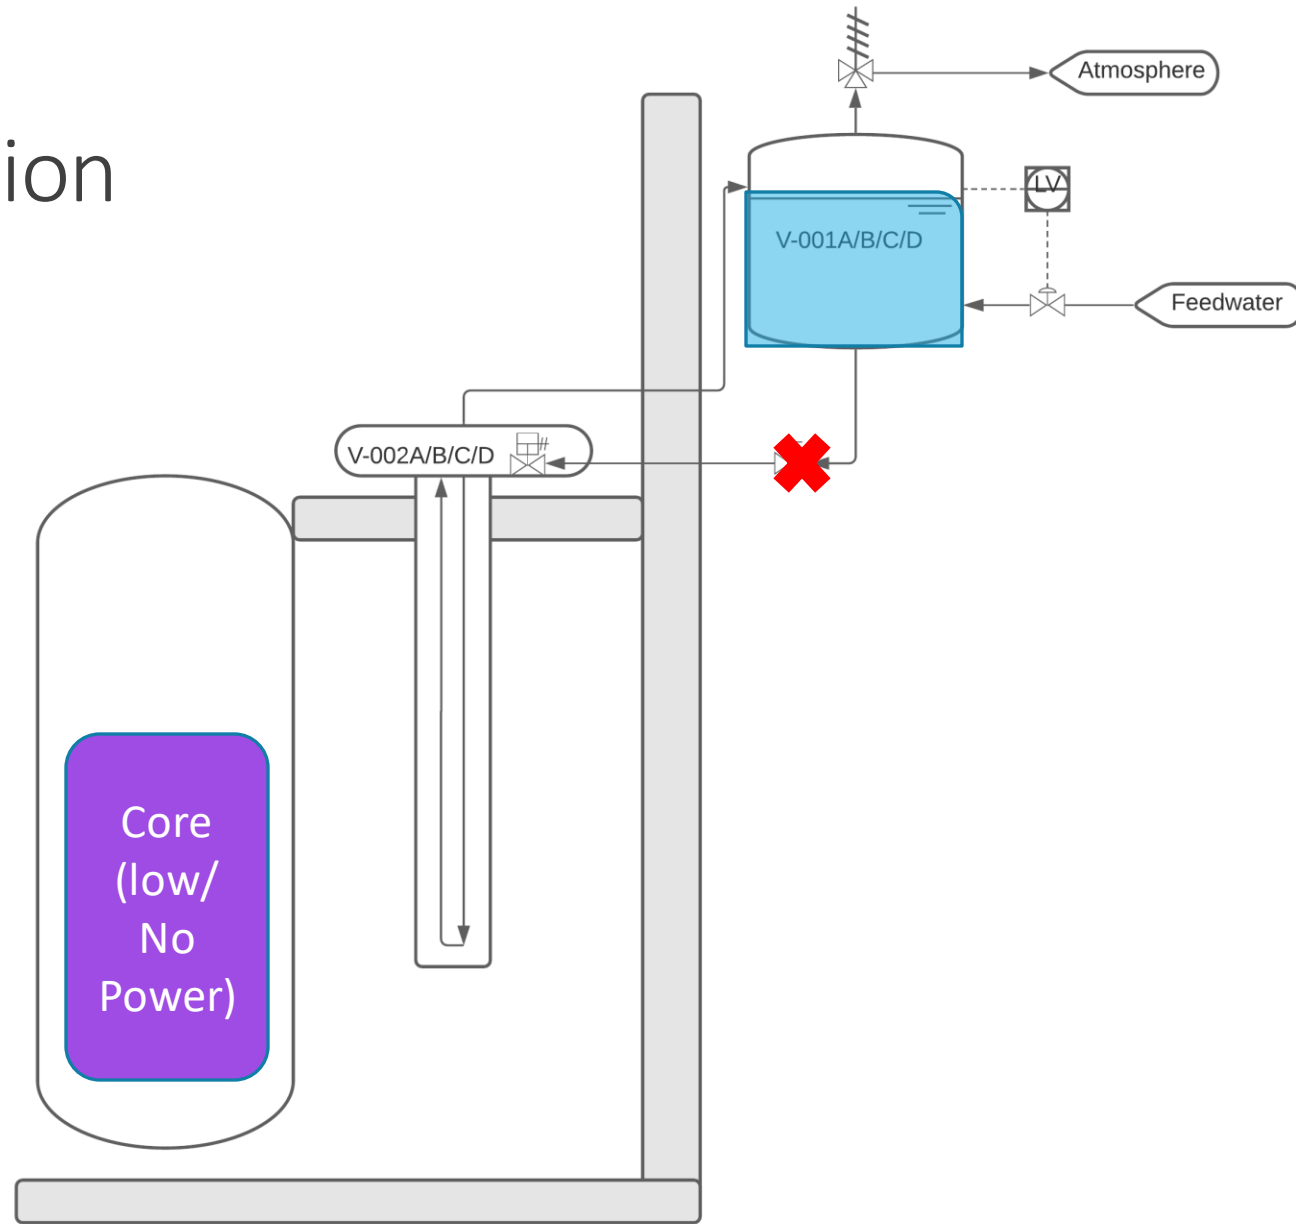 ion
Atmosphere
LV
V-001A/B/C/D
Feedwater
V-002A/B/C/D
Core
(low/
No
Power)